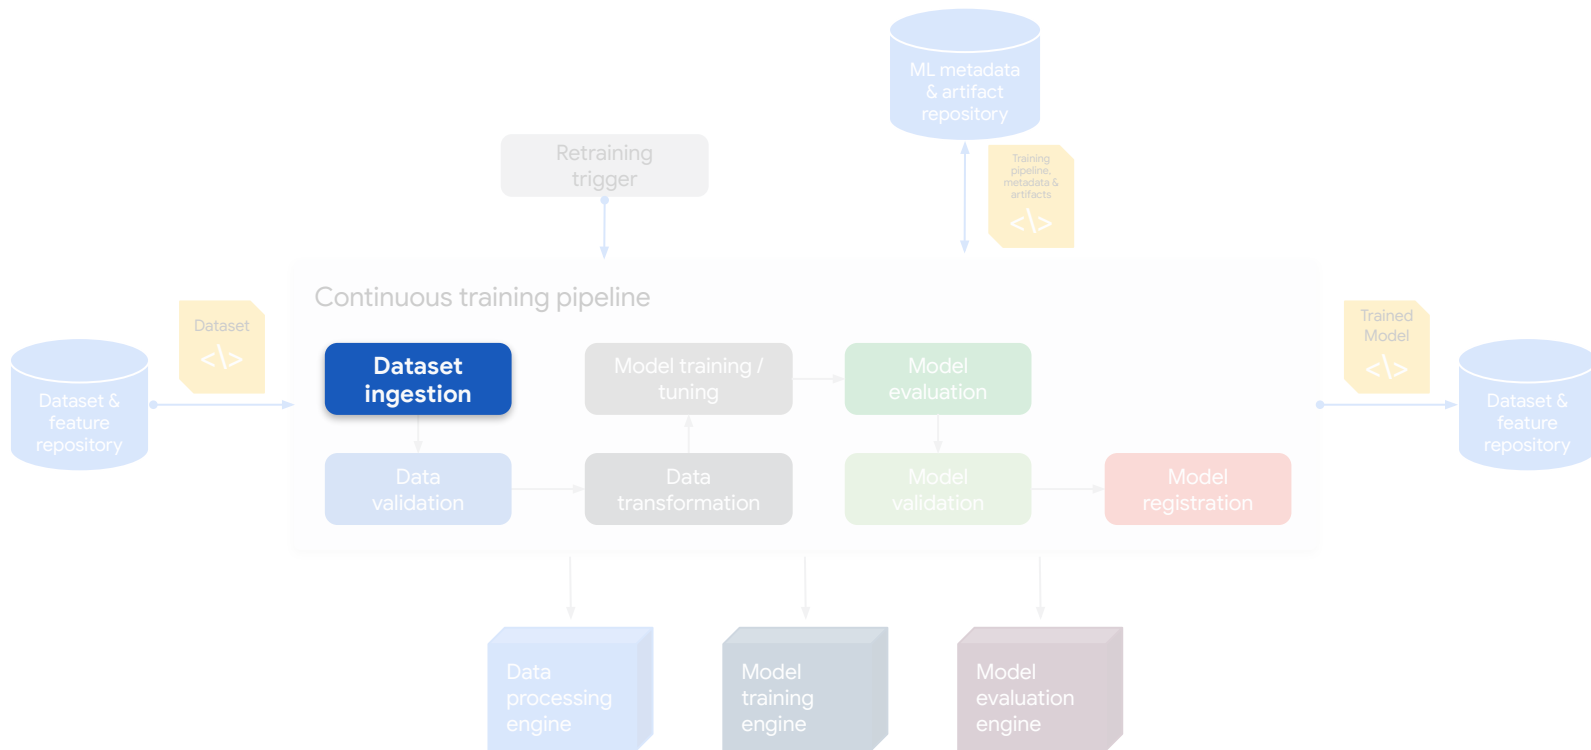 ML metadata
& artifact
repository
Retraining
trigger
Training
pipeline,
metadata &
artifacts
</>
Continuous training pipeline
Dataset
</>
Dataset &
feature
repository
Dataset
ingestion
Model training /
tuning
Model
evaluation
Data
validation
Data
transformation
Model
validation
Model
registration
Trained
Model
</>
Dataset &
feature
repository
Data
processing
engine
Model
training
engine
Model
evaluation
engine